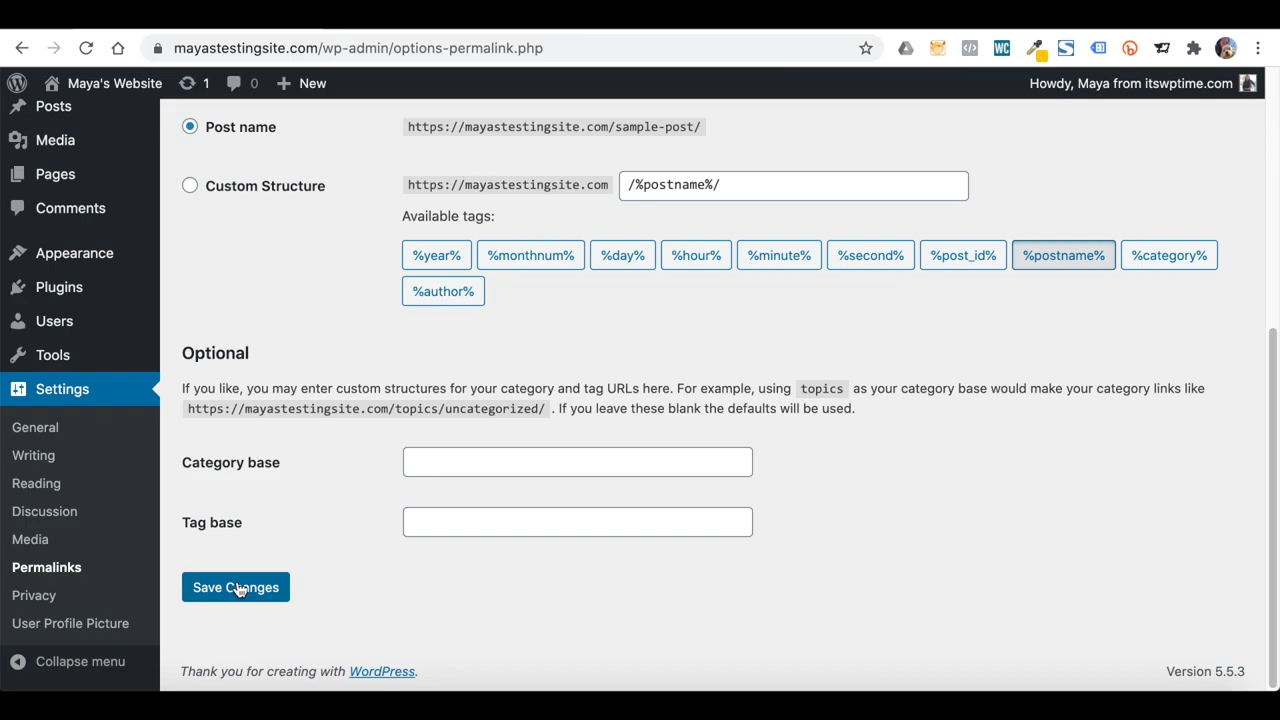 mayastestingsite.com/wp-admin/options-permalink.php
WC
Maya's Website 1 0 New Howdy, Maya from itswptime.com
Posts
Media
Pages
Comments
Appearance
Plugins
Users
Tools
Settings
General
Writing
Reading
Discussion
Media
Permalinks
Privacy
User Profile Picture
Collapse menu
Post name https://mayastestingsite.com/sample-post/
Custom Structure https://mayastestingsite.com /%postname%/
Available tags:
%year% %monthnum% %day% %hour% %minute% %second% %post_id% %postname% %category%
%author%
Optional
If you like, you may enter custom structures for your category and tag URLs here. For example, using topics as your category base would make your category links like
https://mayastestingsite.com/topics/uncategorized/ . If you leave these blank the defaults will be used.
Category base
Tag base
Save Changes
Thank you for creating with WordPress. Version 5.5.3